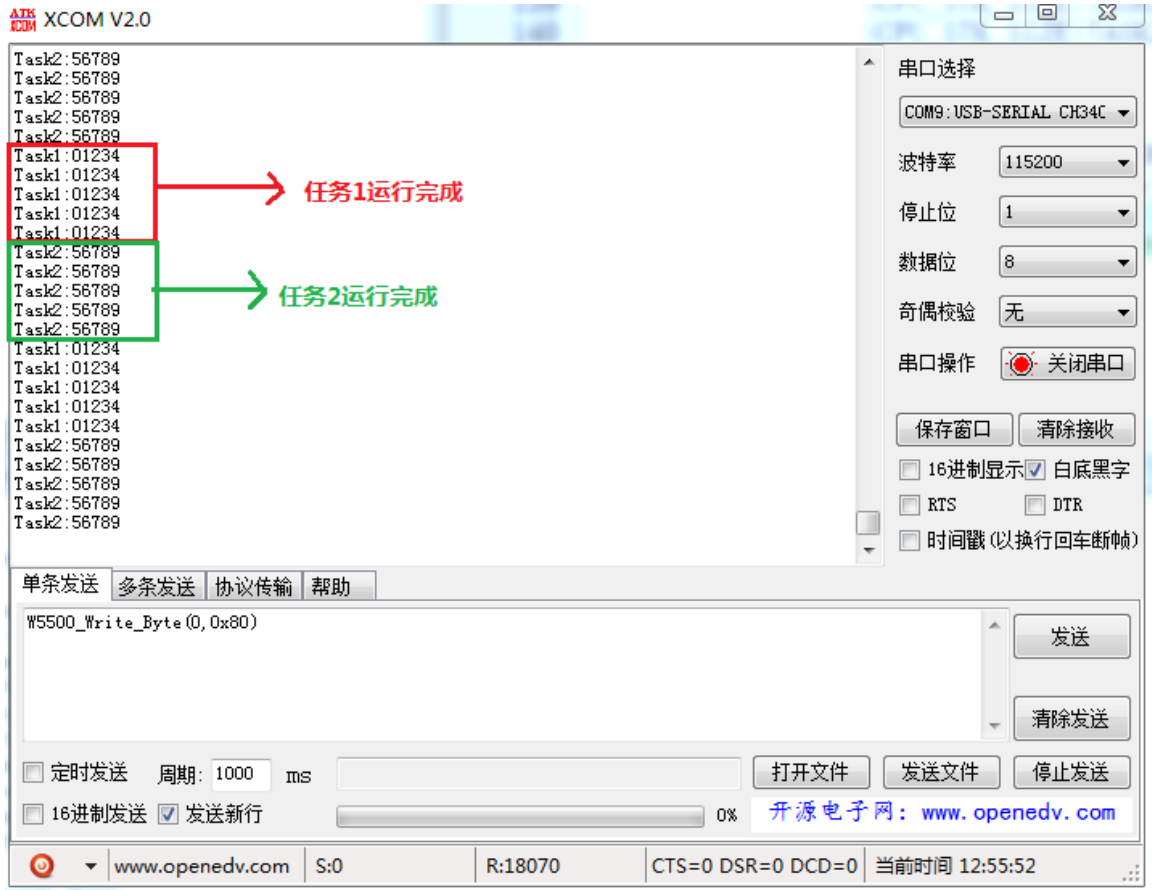 ATK
XCOM
XCOM V2.0
Task2:56789
Task2:56789
Task2:56789
Task2:56789
Task2:56789
Task1:01234
Task1:01234
Task1:01234
Task1:01234
Task1:01234
Task2:56789
Task2:56789
Task2:56789
Task2:56789
Task2:56789
Task1:01234
Task1:01234
Task1:01234
Task1:01234
Task1:01234
Task2:56789
Task2:56789
Task2:56789
Task2:56789
Task2:56789
任务1运行完成
任务2运行完成
串口选择
COM9:USB-SERIAL CH34
波特率 115200
停止位 1
数据位 8
奇偶校验 无
串口操作 关闭串口
保存窗口 清除接收
16进制显示 白底黑字
RTS DTR
时间戳(以换行回车断帧)
单条发送 多条发送 协议传输 帮助
W5500_Write_Byte(0,0x80)
发送
清除发送
定时发送 周期: 1000 ms 打开文件 发送文件 停止发送
16进制发送 发送新行 0% 开源电子网: www.openedv.com
www.openedv.com S:0 R:18070 CTS=0 DSR=0 DCD=0 当前时间 12:55:52